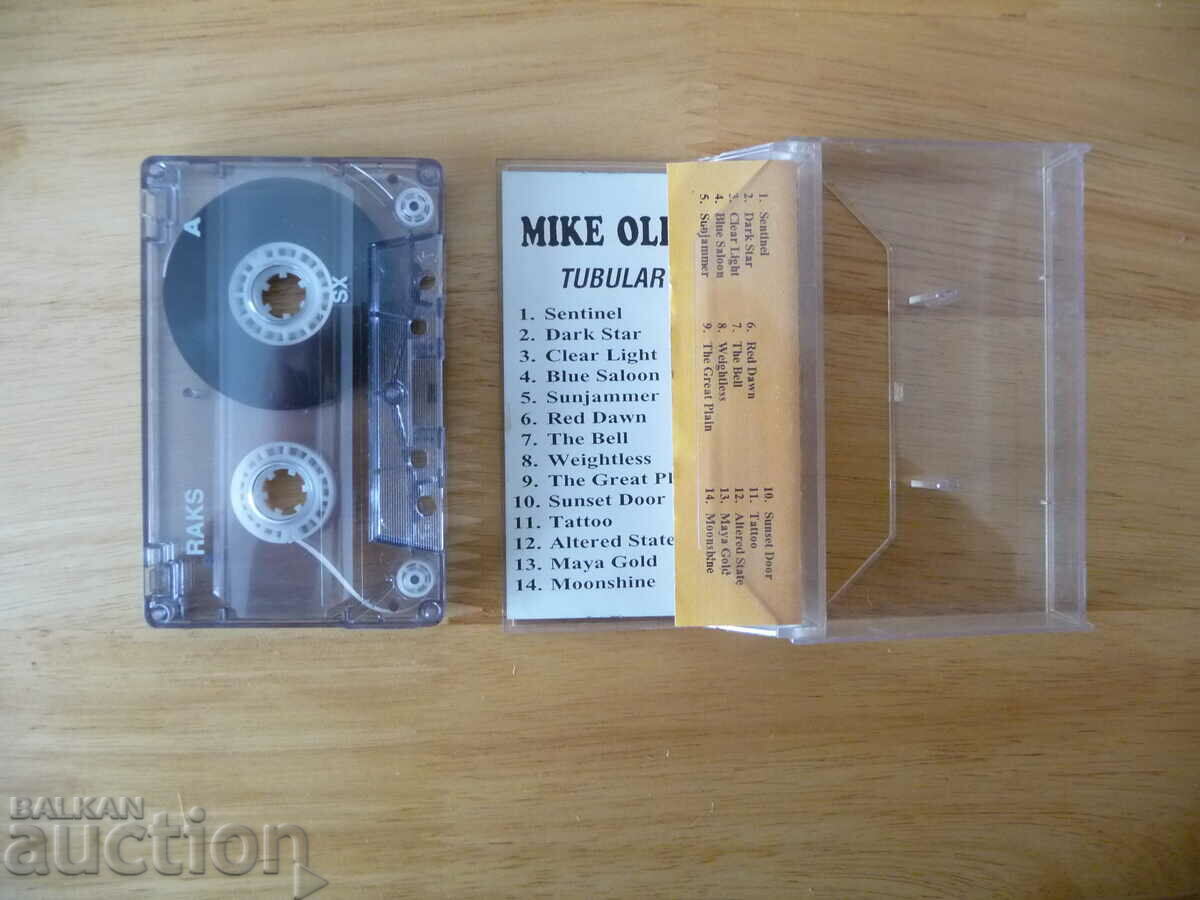 A
SX
RAKS
MIKE OLI
TUBULAR
1. Sentinel
2. Dark Star
3. Clear Light
4. Blue Saloon
5. Sunjammer
6. Red Dawn
7. The Bell
8. Weightless
9. The Great Pl
10. Sunset Door
11. Tattoo
12. Altered State
13. Maya Gold
14. Moonshine
1. Sentinel
2. Dark Star
3. Clear Light
4. Blue Saloon
5. Sunjammer
6. Red Dawn
7. The Bell
8. Weightless
9. The Great Plain
10. Sunset Door
11. Tattoo
12. Altered State
13. Maya Gold
14. Moonshine
BALKAN
auction